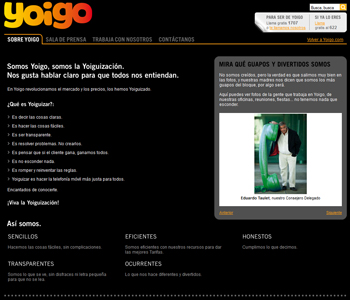 yoigo
Buscar, buscar
PARA SER DE YOIGO
Llama gratis 1707
SI YA LO ERES
Llama
gratis al 622
SOBRE YOIGO SALA DE PRENSA TRABAJA CON NOSOTROS CONTÁCTANOS
Volver a Yoigo.com
Somos Yoigo, somos la Yoiguización.
Nos gusta hablar claro para que todos nos entiendan.
En Yoigo revolucionamos el mercado y los precios, los hemos Yoiguizado.
¿Qué es Yoiguizar?:
Es decir las cosas claras.
Es hacer las cosas fáciles.
Es ser transparente.
Es resolver problemas. No crearlos.
Es pensar que si el cliente gana, ganamos todos.
Es no esconder nada.
Es romper y reinventar las reglas.
Yoiguizar es hacer la telefonía móvil más justa para todos.
Encantados de conocerte.
¡Viva la Yoiguización!
MIRA QUÉ GUAPOS Y DIVERTIDOS SOMOS
No somos creídos, pero la verdad es que salimos muy bien en
las fotos, y nuestras madres nos dicen que somos los más
guapos del bloque, por algo será.
Aquí puedes ver fotos de la gente que trabaja en Yoigo, de
nuestras oficinas, reuniones, fiestas... no tenemos nada que
esconder.
Eduardo Taulet, nuestro Consejero Delegado
Anterior Siguiente
Así somos.
SENCILLOS EFICIENTES HONESTOS
Hacemos las cosas fáciles, sin complicaciones.
Somos eficientes con nuestros recursos para dar
las mejores Tarifas.
Cumplimos lo que decimos.
TRANSPARENTES OCURRENTES
Somos lo que se ve, sin disfraces ni letra pequeña
para que no se lea.
Lo que nos hace diferentes y divertidos.